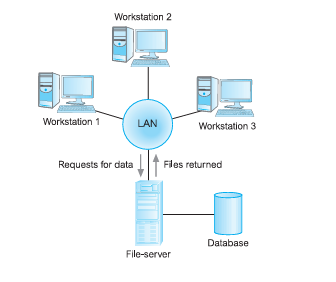 Workstation 2
Workstation 1
LAN
Workstation 3
Requests for data
Files returned
Database
File-server